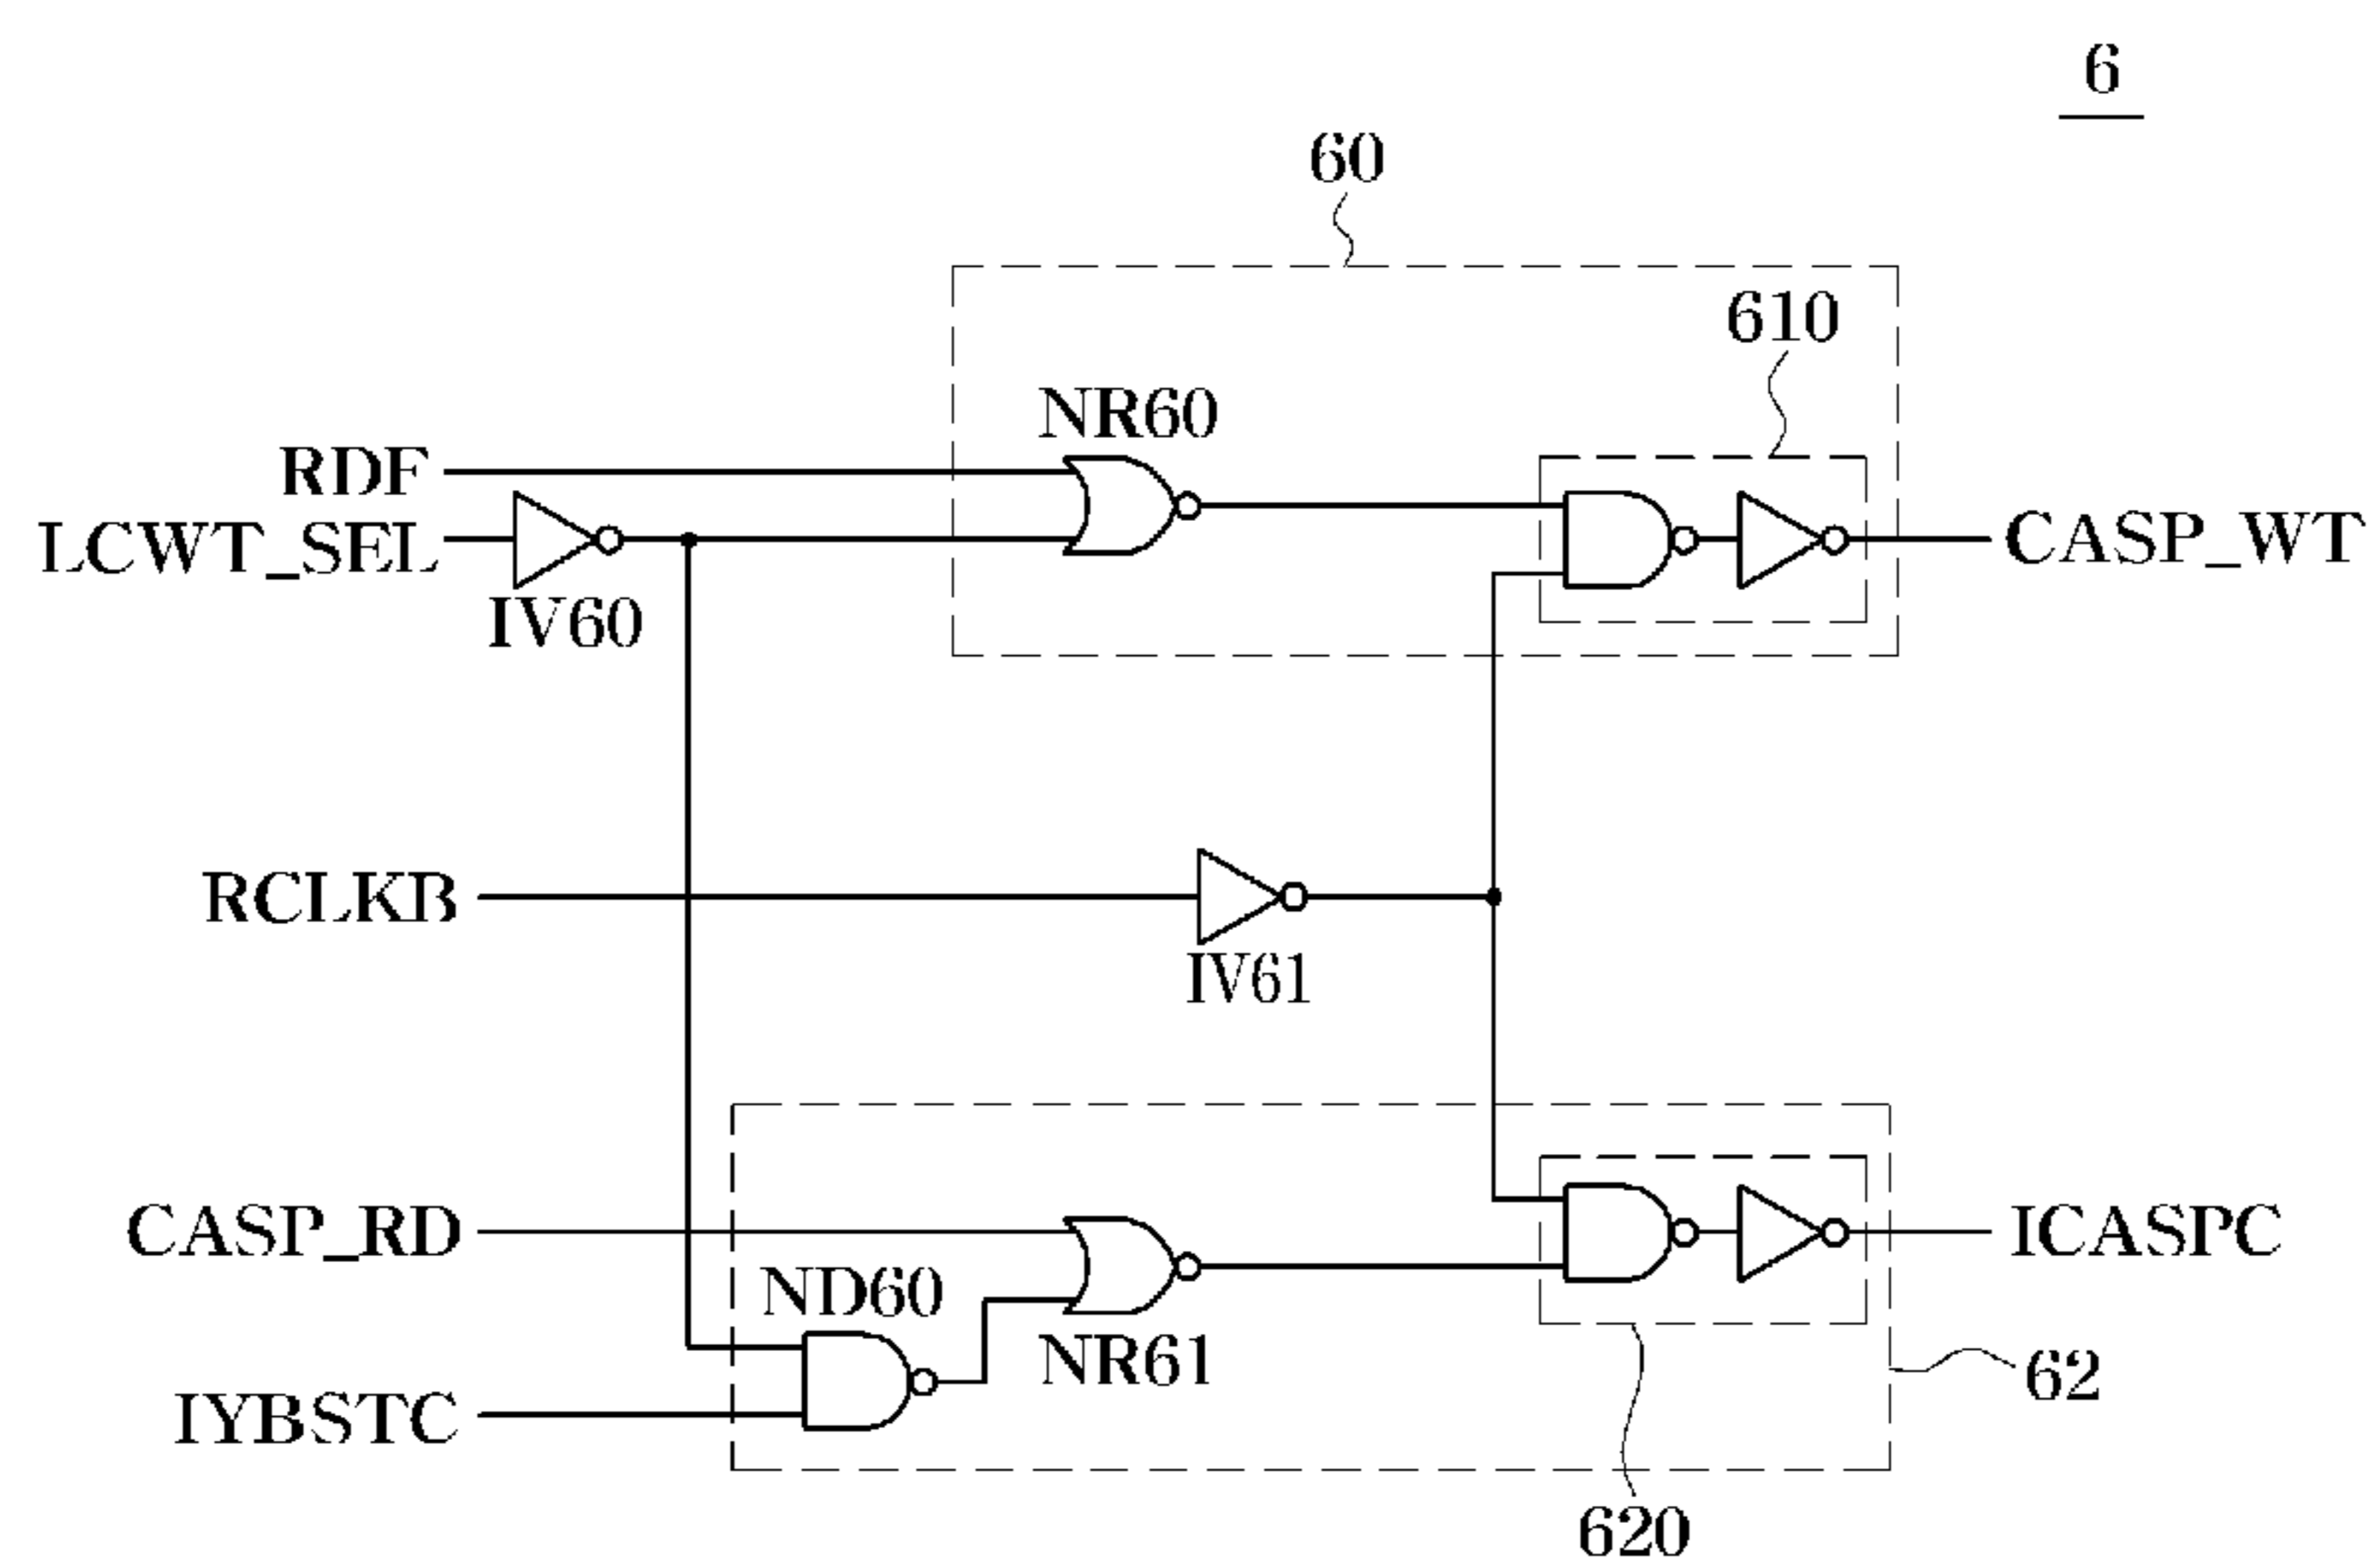 6
60
610
NR60
RDF
LCWT_SEL
CASP_WT
IV60
RCLKB
IV61
CASP_RD
ICASPC
ND60
NR61
62
IYBSTC
620